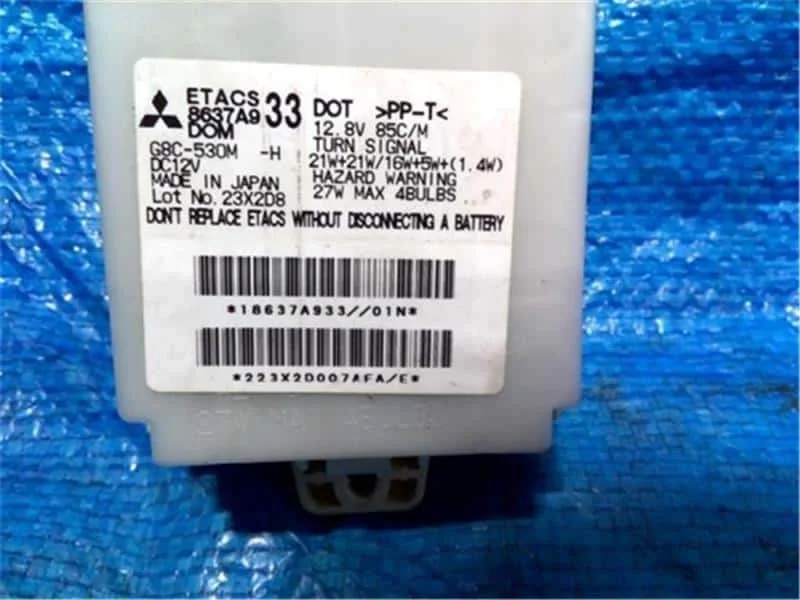 ETACS
8637A933
DOM
G8C-530M -H
DC12V
MADE IN JAPAN
Lot No.23X2D8
DOT >PP-T<
12.8V 85C/M
TURN SIGNAL
21W+21W/16W+5W+(1.4W)
HAZARD WARNING
27W MAX 4BULBS
DON'T REPLACE ETACS WITHOUT DISCONNECTING A BATTERY
*18637A933//01N*
*223X2D007AFA/E*